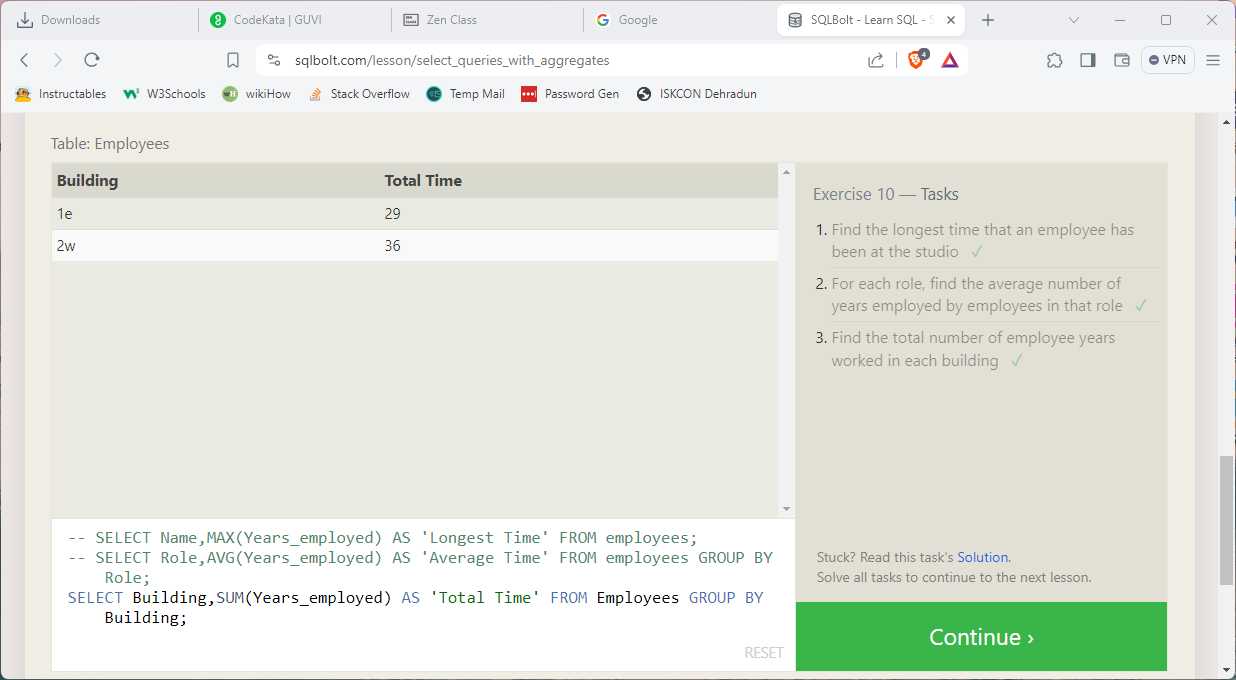 Downloads
CodeKata | GUVI
Zen Class
Google
SQLBolt - Learn SQL - S
sqlbolt.com/lesson/select_queries_with_aggregates
4
VPN
Instructables
W3Schools
wikiHow
Stack Overflow
Temp Mail
Password Gen
ISKCON Dehradun
Table: Employees
Building Total Time
1e 29
2w 36
Exercise 10 — Tasks
1. Find the longest time that an employee has
been at the studio ✓
2. For each role, find the average number of
years employed by employees in that role ✓
3. Find the total number of employee years
worked in each building ✓
-- SELECT Name,MAX(Years_employed) AS 'Longest Time' FROM employees;
-- SELECT Role,AVG(Years_employed) AS 'Average Time' FROM employees GROUP BY
Role;
SELECT Building,SUM(Years_employed) AS 'Total Time' FROM Employees GROUP BY
Building;
RESET
Stuck? Read this task's Solution.
Solve all tasks to continue to the next lesson.
Continue ›